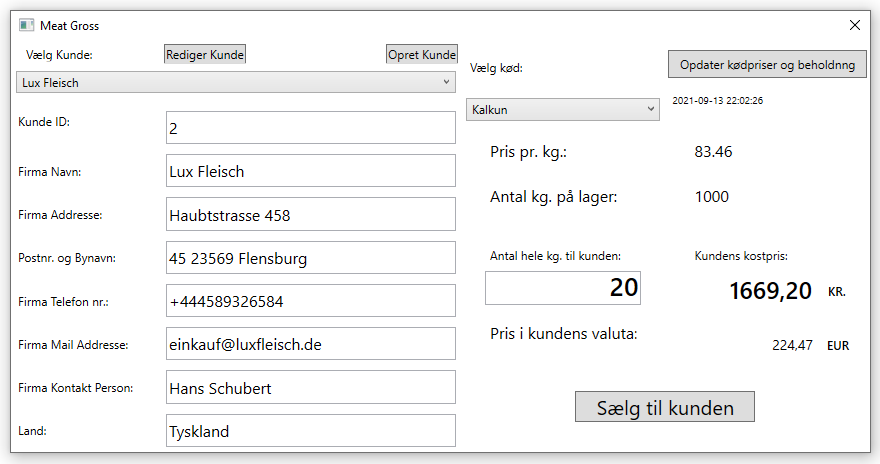 Meat Gross
Vælg Kunde: Rediger Kunde Opret Kunde
Lux Fleisch
Kunde ID: 2
Firma Navn: Lux Fleisch
Firma Addresse: Haubtstrasse 458
Postnr. og Bynavn: 45 23569 Flensburg
Firma Telefon nr.: +444589326584
Firma Mail Addresse: einkauf@luxfleisch.de
Firma Kontakt Person: Hans Schubert
Land: Tyskland
Vælg kød: Opdater kødpriser og beholdnng
Kalkun 2021-09-13 22:02:26
Pris pr. kg.: 83.46
Antal kg. på lager: 1000
Antal hele kg. til kunden: Kundens kostpris:
20 1669,20 KR.
Pris i kundens valuta: 224,47 EUR
Sælg til kunden